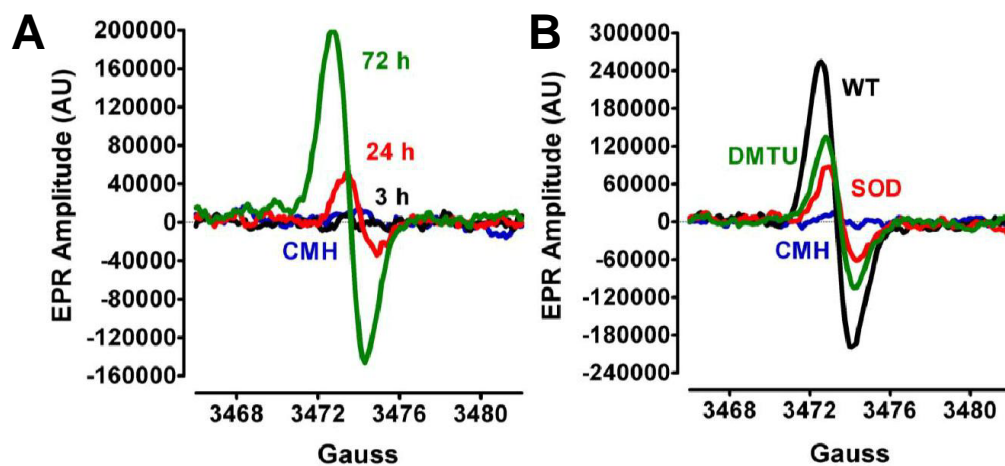 A
EPR Amplitude (AU)
200000
160000
120000
80000
40000
0
-40000
-80000
-120000
-160000
72 h
24 h
3 h
CMH
3468 3472 3476 3480
Gauss
B
EPR Amplitude (AU)
300000
240000
180000
120000
60000
0
-60000
-120000
-180000
-240000
WT
DMTU
SOD
CMH
3468 3472 3476 3480
Gauss